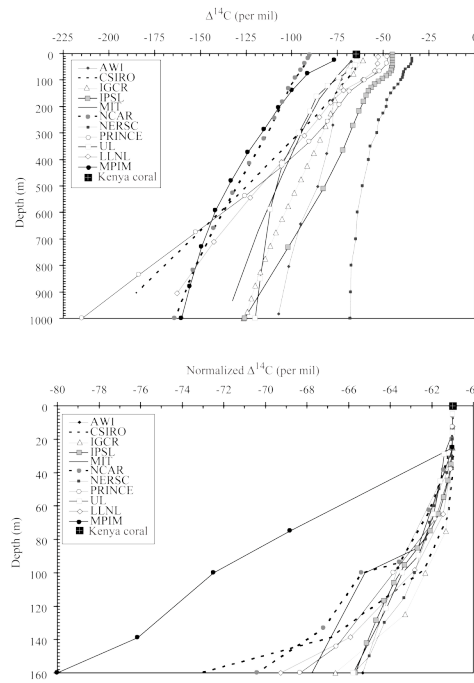 Δ14C (per mil)
-225 -200 -175 -150 -125 -100 -75 -50 -25 0
0
100
200
300
400
500
600
700
800
900
1000
Depth (m)
AWI
CSIRO
IGCR
IPSL
MIT
NCAR
NERSC
PRINCE
UL
LLNL
MPIM
Kenya coral
Normalized Δ14C (per mil)
-80 -78 -76 -74 -72 -70 -68 -66 -64 -62
0
20
40
60
80
100
120
140
160
Depth (m)
AWI
CSIRO
IGCR
IPSL
MIT
NCAR
NERSC
PRINCE
UL
LLNL
MPIM
Kenya coral